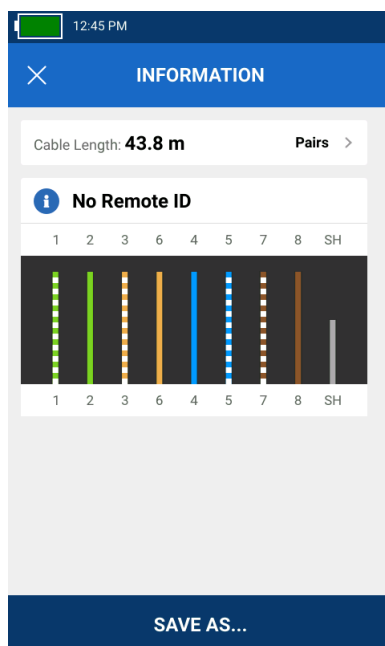 12:45 PM
INFORMATION
Cable Length: 43.8 m Pairs >
No Remote ID
1 2 3 6 4 5 7 8 SH
1 2 3 6 4 5 7 8 SH
SAVE AS...